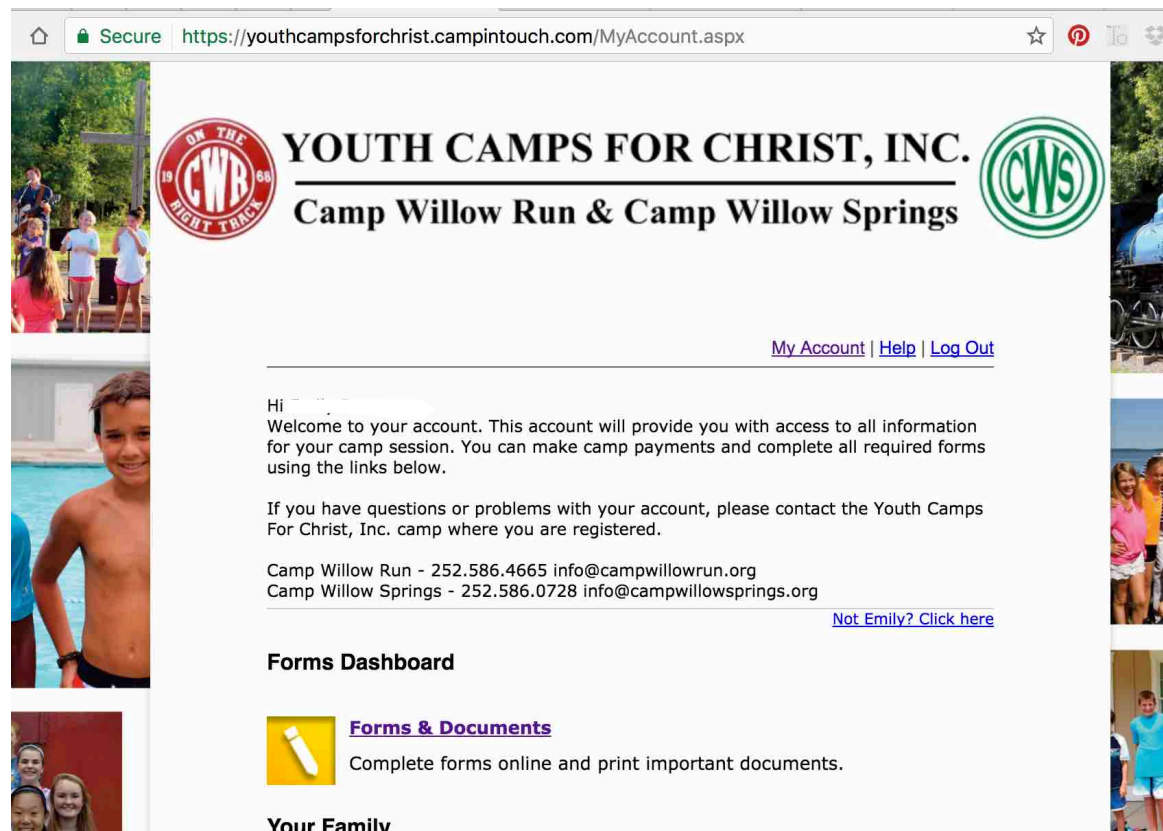 Secure https://youthcampsforchrist.campintouch.com/MyAccount.aspx
ON THE
19 CWR 68
RIGHT TRACK
YOUTH CAMPS FOR CHRIST, INC.
Camp Willow Run & Camp Willow Springs
CWS
My Account | Help | Log Out
Hi
Welcome to your account. This account will provide you with access to all information
for your camp session. You can make camp payments and complete all required forms
using the links below.
If you have questions or problems with your account, please contact the Youth Camps
For Christ, Inc. camp where you are registered.
Camp Willow Run - 252.586.4665 info@campwillowrun.org
Camp Willow Springs - 252.586.0728 info@campwillowsprings.org
Not Emily? Click here
Forms Dashboard
Forms & Documents
Complete forms online and print important documents.
Your Family